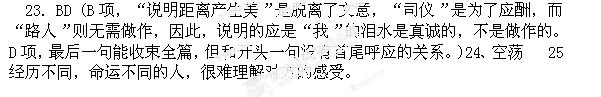 23. BD (B项，“说明距离产生美”是就离了文意，“司仪”是为了应酬，而
“路人”则无需做作，因此，说明的应是“我”的泪水是真诚的，不是做作的。
D项，最后一句能收束全篇，但和开头一句没有首尾呼应的关系。)24、空荡 25
经历不同，命运不同的人，很难理解对方的感受。